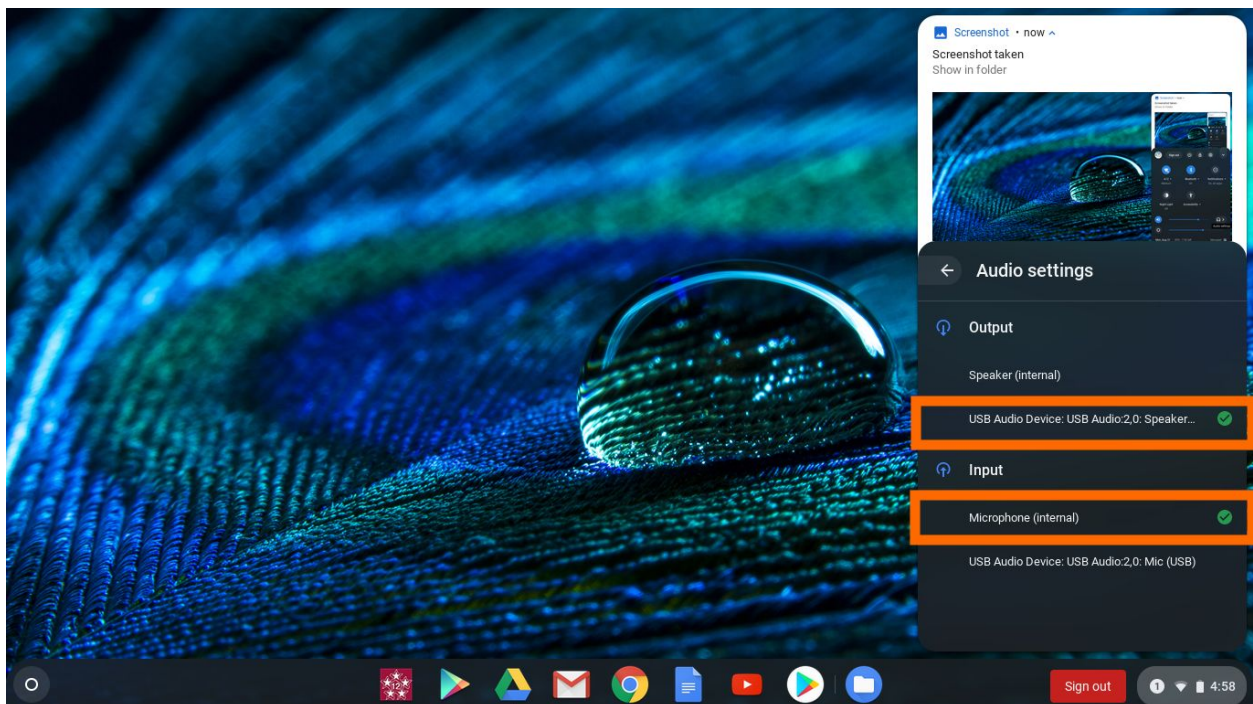 Screenshot • now
Screenshot taken
Show in folder
Audio settings
Output
Speaker (internal)
USB Audio Device: USB Audio:2,0: Speaker...
Input
Microphone (internal)
USB Audio Device: USB Audio:2,0: Mic (USB)
Sign out
1
4:58